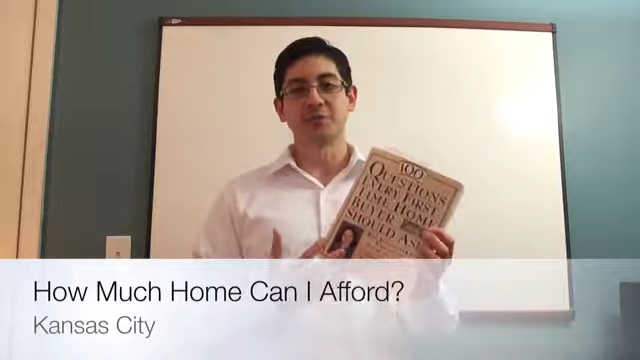 100
QUESTIONS
EVERY FIRST
TIME HOME
BUYER
SHOULD ASK
How Much Home Can I Afford?
Kansas City